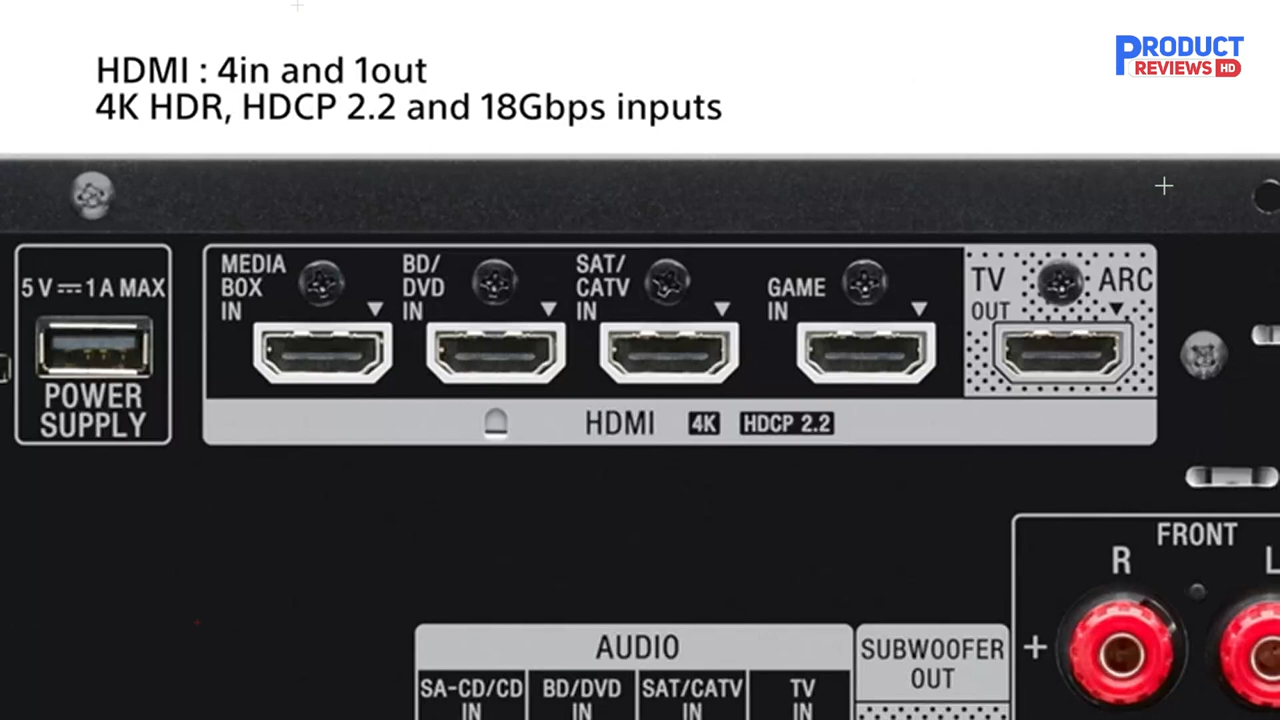 HDMI : 4in and 1out
4K HDR, HDCP 2.2 and 18Gbps inputs
PRODUCT
REVIEWS HD
5 V ⎓ 1 A MAX
POWER
SUPPLY
MEDIA
BOX
IN
BD/
DVD
IN
SAT/
CATV
IN
GAME
IN
TV
OUT
ARC
HDMI 4K HDCP 2.2
FRONT
R
L
+
AUDIO
SA-CD/CD
IN
BD/DVD
IN
SAT/CATV
IN
TV
IN
SUBWOOFER
OUT